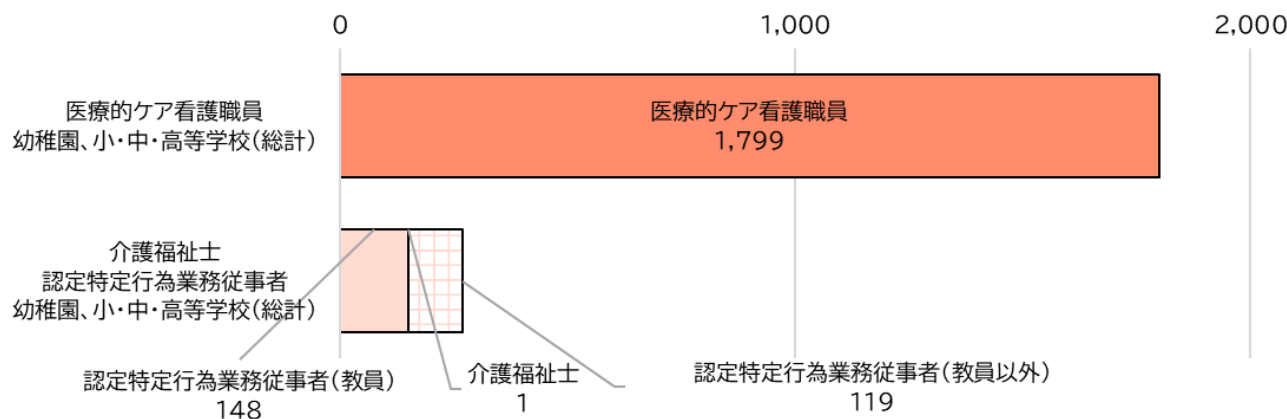 0
1,000
2,000
医療的ケア看護職員
幼稚園、小・中・高等学校(総計)
医療的ケア看護職員
1,799
介護福祉士
認定特定行為業務従事者
幼稚園、小・中・高等学校(総計)
認定特定行為業務従事者(教員)
148
介護福祉士
1
認定特定行為業務従事者(教員以外)
119